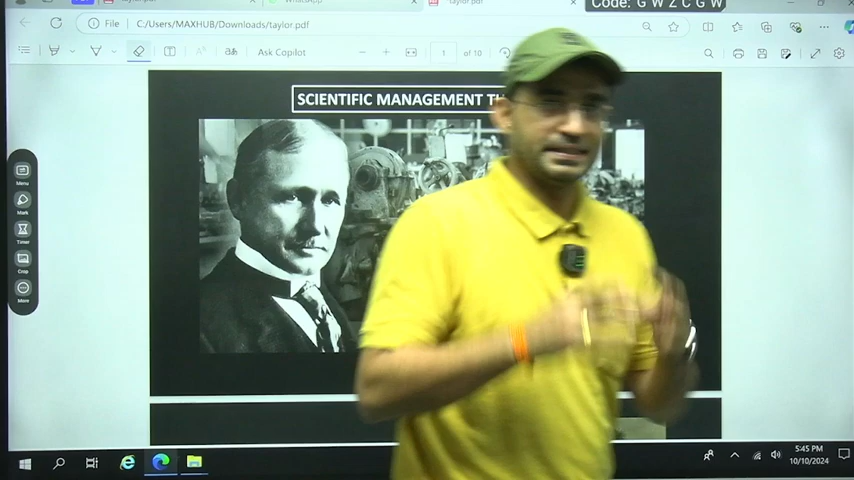 Code: G W Z C G W
File
C:/Users/MAXHUB/Downloads/taylor.pdf
Ask Copilot
1
of 10
SCIENTIFIC MANAGEMENT
Menu
Mark
Timer
Crop
More
5:45 PM
10/10/2024